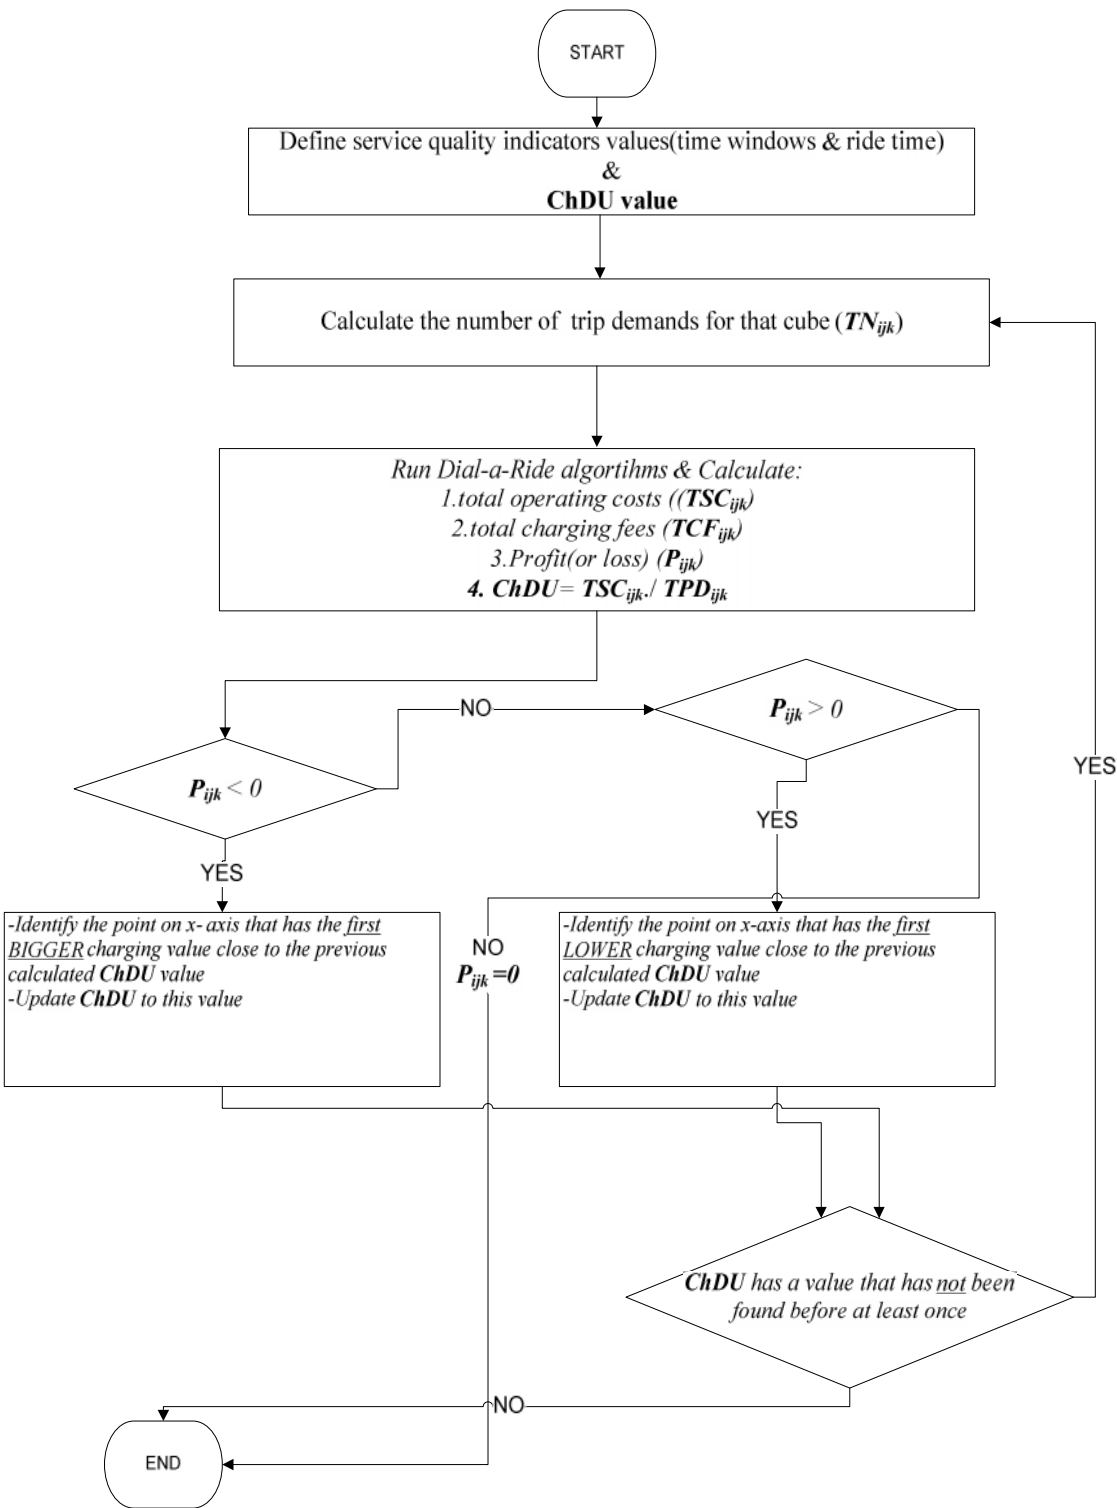 START
Define service quality indicators values(time windows & ride time)
&
ChDU value
Calculate the number of trip demands for that cube (TNijk)
Run Dial-a-Ride algortihms & Calculate:
1.total operating costs ((TSCijk)
2.total charging fees (TCFijk)
3.Profit(or loss) (Pijk)
4. ChDU= TSCijk./ TPDijk
NO
Pijk > 0
Pijk < 0
YES
YES
YES
-Identify the point on x-axis that has the first
BIGGER charging value close to the previous
calculated ChDU value
-Update ChDU to this value
NO
Pijk =0
-Identify the point on x-axis that has the first
LOWER charging value close to the previous
calculated ChDU value
-Update ChDU to this value
ChDU has a value that has not been
found before at least once
NO
END